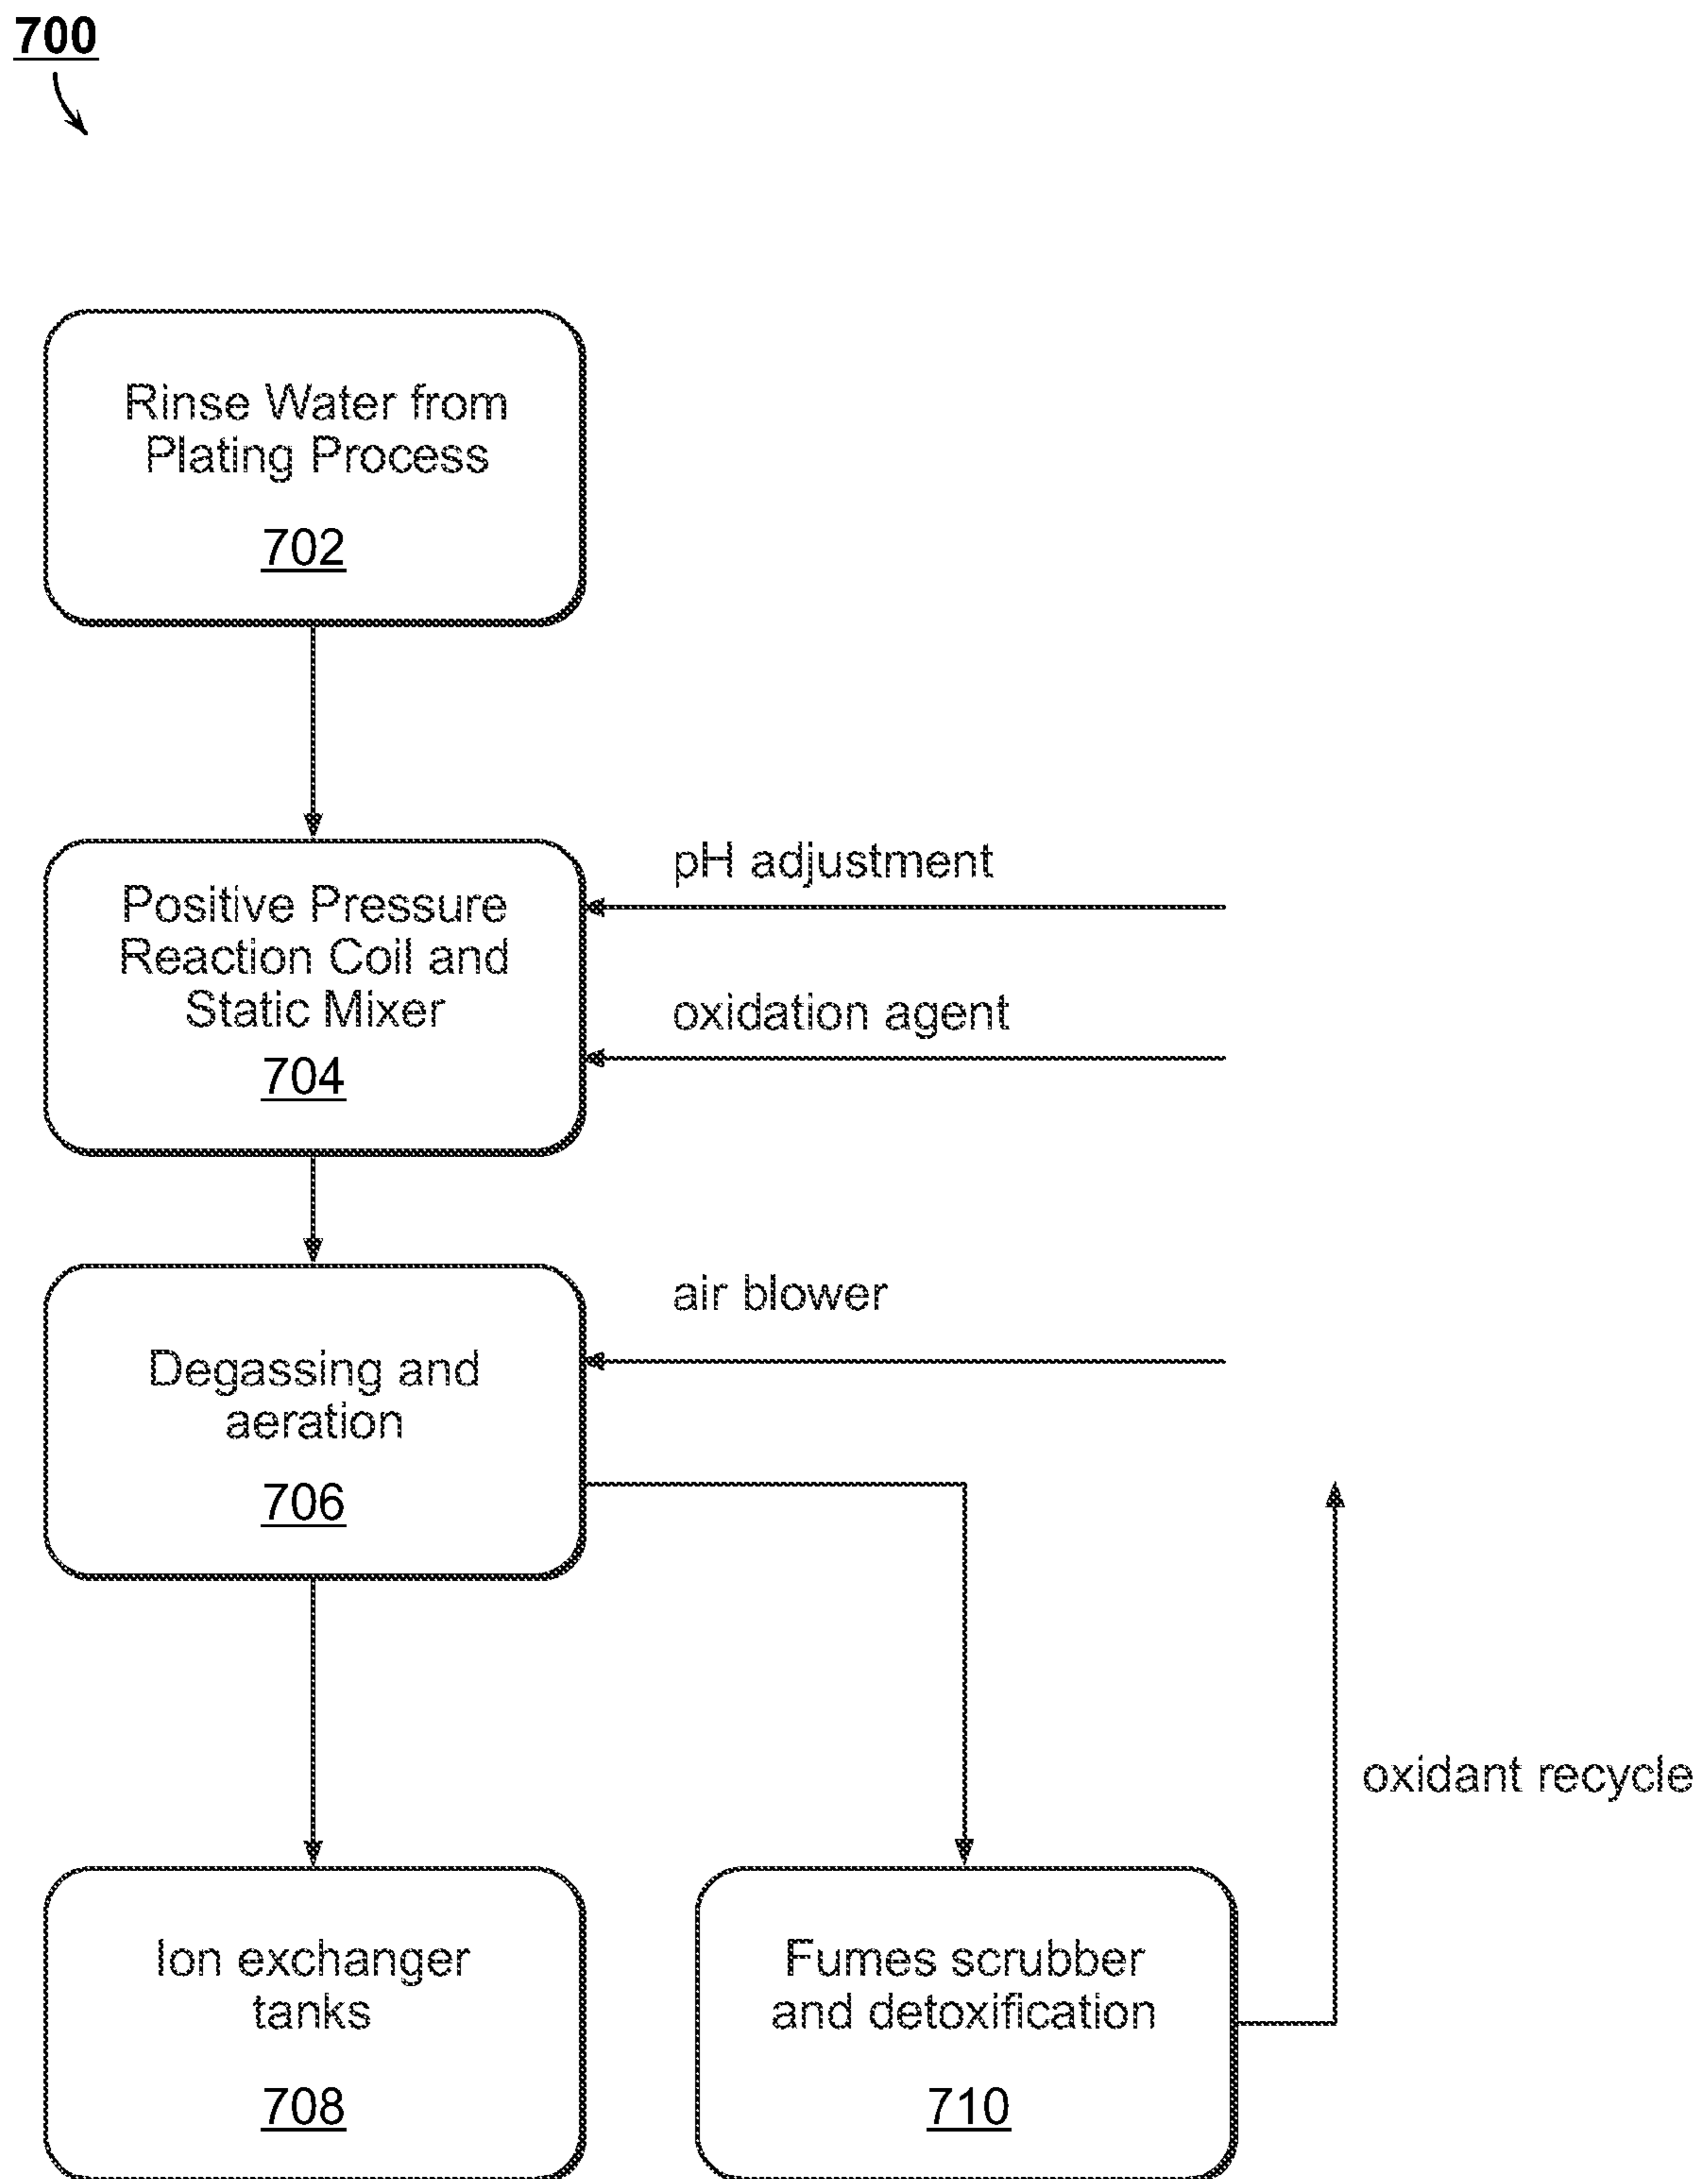 700
Rinse Water from
Plating Process
702
Positive Pressure
Reaction Coil and
Static Mixer
704
pH adjustment
oxidation agent
Degassing and
aeration
706
air blower
Ion exchanger
tanks
708
Fumes scrubber
and detoxification
710
oxidant recycle